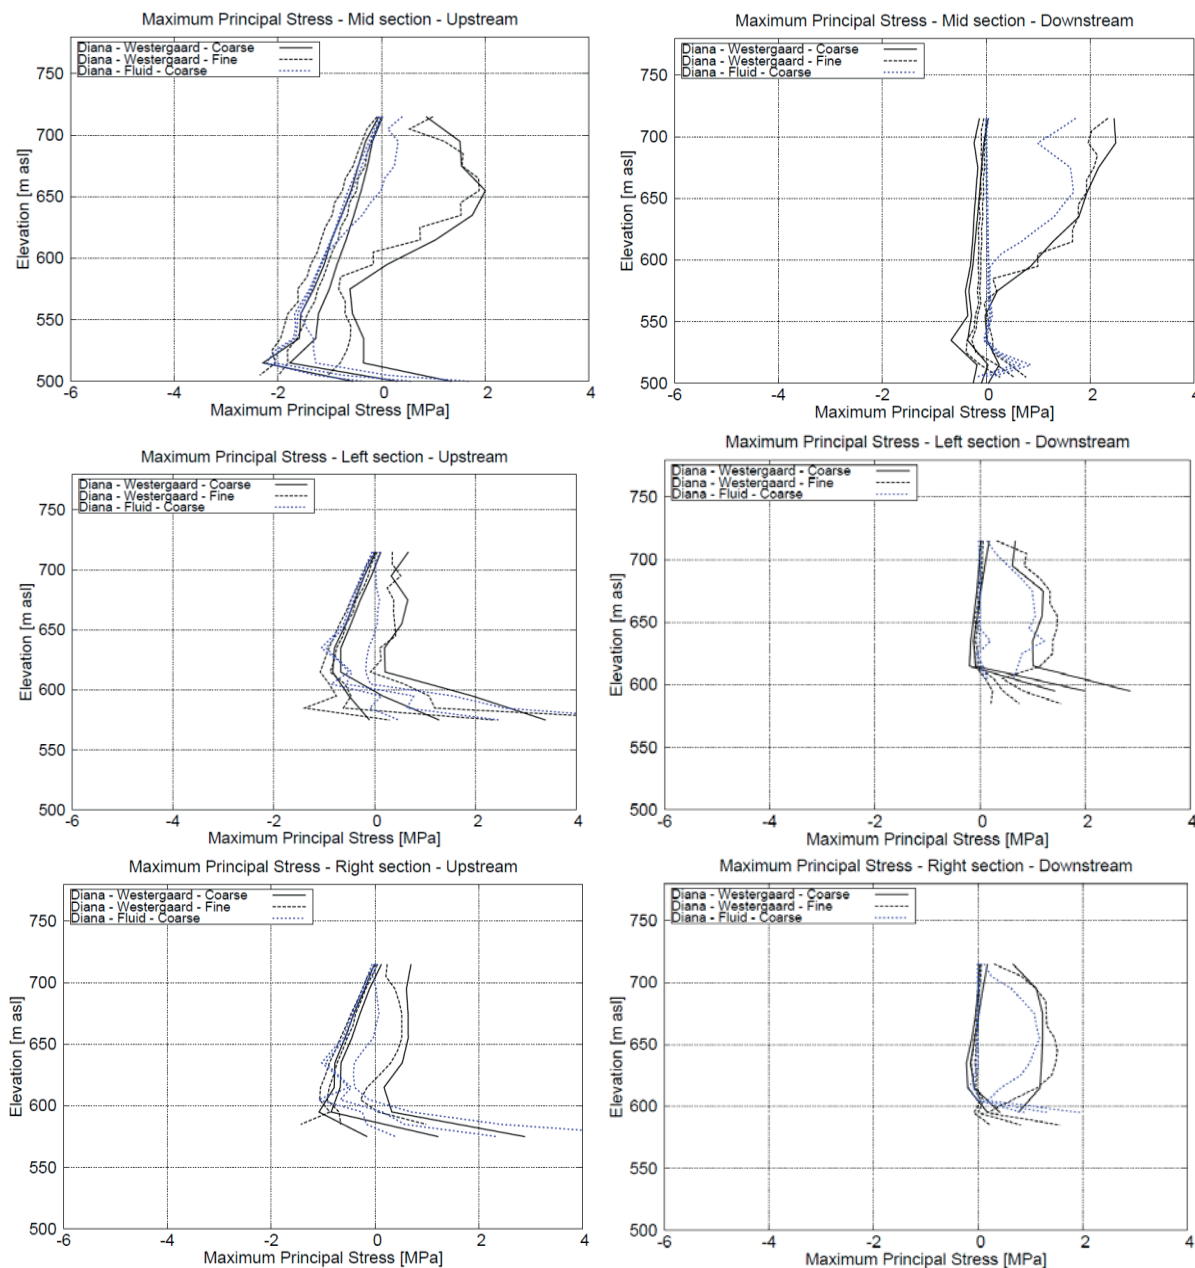 Maximum Principal Stress - Mid section - Upstream
Diana - Westergaard - Coarse
Diana - Westergaard - Fine
Diana - Fluid - Coarse
750
700
650
600
550
500
Elevation [m asl]
-6 -4 -2 0 2 4
Maximum Principal Stress [MPa]
Maximum Principal Stress - Mid section - Downstream
Diana - Westergaard - Coarse
Diana - Westergaard - Fine
Diana - Fluid - Coarse
750
700
650
600
550
500
Elevation [m asl]
-6 -4 -2 0 2 4
Maximum Principal Stress [MPa]
Maximum Principal Stress - Left section - Upstream
Diana - Westergaard - Coarse
Diana - Westergaard - Fine
Diana - Fluid - Coarse
750
700
650
600
550
500
Elevation [m asl]
-6 -4 -2 0 2 4
Maximum Principal Stress [MPa]
Maximum Principal Stress - Left section - Downstream
Diana - Westergaard - Coarse
Diana - Westergaard - Fine
Diana - Fluid - Coarse
750
700
650
600
550
500
Elevation [m asl]
-6 -4 -2 0 2 4
Maximum Principal Stress [MPa]
Maximum Principal Stress - Right section - Upstream
Diana - Westergaard - Coarse
Diana - Westergaard - Fine
Diana - Fluid - Coarse
750
700
650
600
550
500
Elevation [m asl]
-6 -4 -2 0 2 4
Maximum Principal Stress [MPa]
Maximum Principal Stress - Right section - Downstream
Diana - Westergaard - Coarse
Diana - Westergaard - Fine
Diana - Fluid - Coarse
750
700
650
600
550
500
Elevation [m asl]
-6 -4 -2 0 2 4
Maximum Principal Stress [MPa]